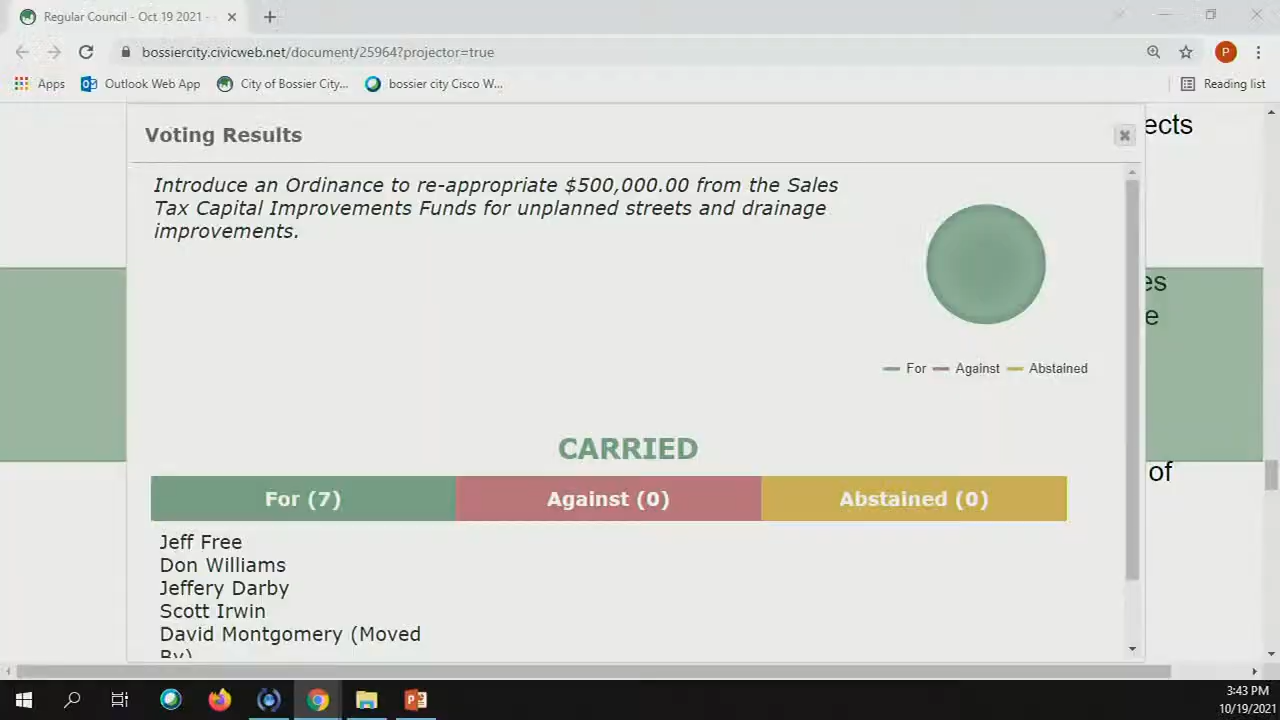 Regular Council - Oct 19 2021 -
bossiercity.civicweb.net/document/25964?projector=true
P
Apps
Outlook Web App
City of Bossier City...
bossier city Cisco W...
Reading list
ects
Voting Results
Introduce an Ordinance to re-appropriate $500,000.00 from the Sales
Tax Capital Improvements Funds for unplanned streets and drainage
improvements.
es
e
For
Against
Abstained
CARRIED
of
For (7)
Against (0)
Abstained (0)
Jeff Free
Don Williams
Jeffery Darby
Scott Irwin
David Montgomery (Moved
By)
3:43 PM
10/19/2021